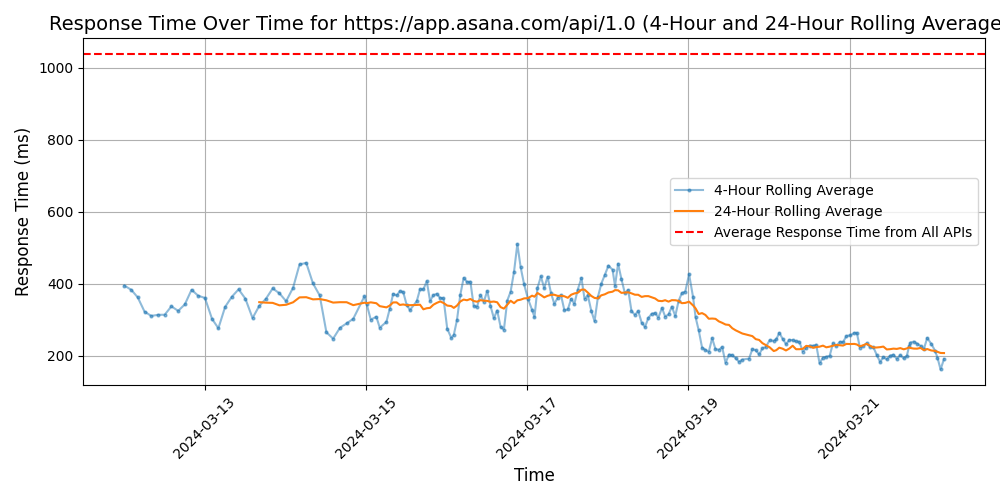 Response Time Over Time for https://app.asana.com/api/1.0 (4-Hour and 24-Hour Rolling Average
Response Time (ms)
1000
800
600
400
200
4-Hour Rolling Average
24-Hour Rolling Average
Average Response Time from All APIs
2024-03-13
2024-03-15
2024-03-17
2024-03-19
2024-03-21
Time